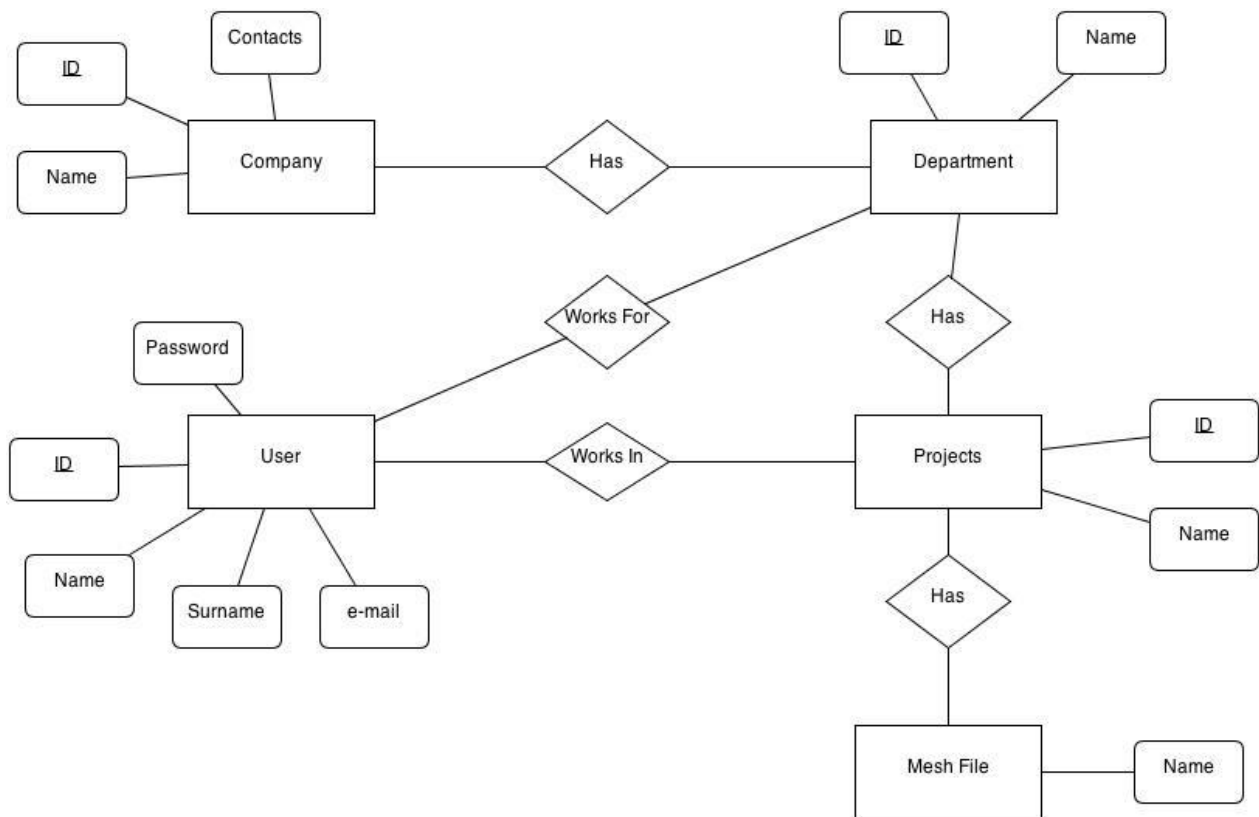 Contacts
ID
ID
Name
Company
Has
Department
Name
Works For
Has
Password
ID
User
Works In
Projects
ID
Name
Name
Surname
e-mail
Has
Mesh File
Name